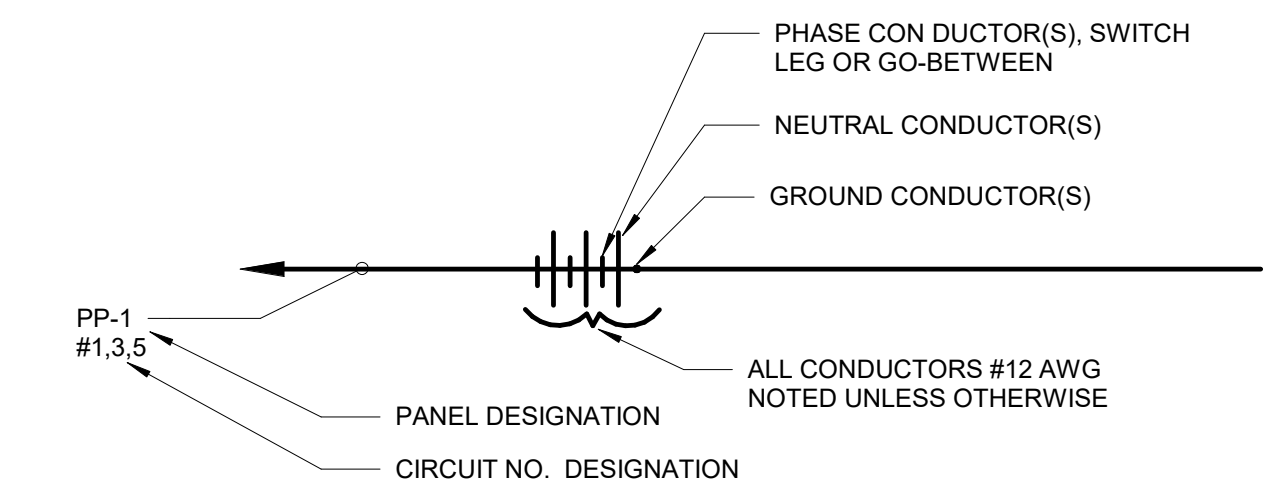 PHASE CON DUCTOR(S), SWITCH
LEG OR GO-BETWEEN
NEUTRAL CONDUCTOR(S)
GROUND CONDUCTOR(S)
PP-1
#1,3,5
ALL CONDUCTORS #12 AWG
NOTED UNLESS OTHERWISE
PANEL DESIGNATION
CIRCUIT NO. DESIGNATION